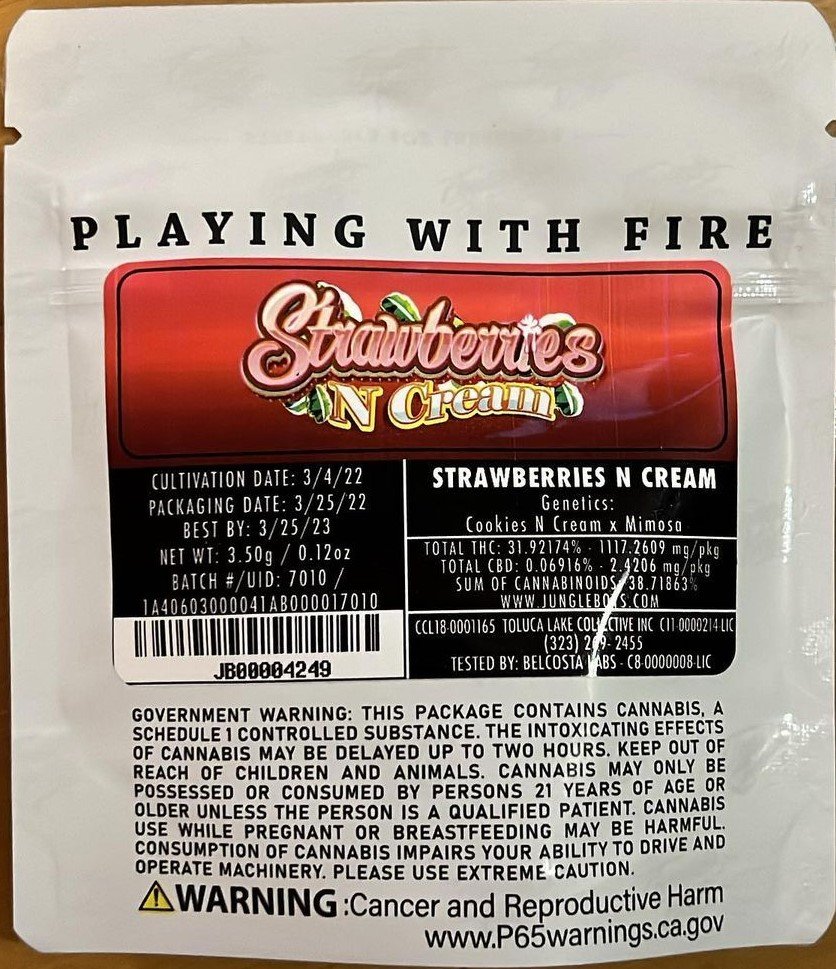 PLAYING WITH FIRE
Strawberries
N Cream
CULTIVATION DATE: 3/4/22
PACKAGING DATE: 3/25/22
BEST BY: 3/25/23
NET WT: 3.50g / 0.12oz
BATCH #/UID: 7010 /
1A40603000041AB000017010
JB00004249
STRAWBERRIES N CREAM
Genetics:
Cookies N Cream x Mimosa
TOTAL THC: 31.92174% - 1117.2609 mg/pkg
TOTAL CBD: 0.06916% - 2.4206 mg/pkg
SUM OF CANNABINOIDS 38.71863%
WWW.JUNGLEBOYS.COM
CCL18-0001165 TOLUCA LAKE COLLECTIVE INC C11-0000214-LIC
(323) 2 9- 2455
TESTED BY: BELCOSTA LABS - C8-0000008-LIC
GOVERNMENT WARNING: THIS PACKAGE CONTAINS CANNABIS, A
SCHEDULE 1 CONTROLLED SUBSTANCE. THE INTOXICATING EFFECTS
OF CANNABIS MAY BE DELAYED UP TO TWO HOURS. KEEP OUT OF
REACH OF CHILDREN AND ANIMALS. CANNABIS MAY ONLY BE
POSSESSED OR CONSUMED BY PERSONS 21 YEARS OF AGE OR
OLDER UNLESS THE PERSON IS A QUALIFIED PATIENT. CANNABIS
USE WHILE PREGNANT OR BREASTFEEDING MAY BE HARMFUL.
CONSUMPTION OF CANNABIS IMPAIRS YOUR ABILITY TO DRIVE AND
OPERATE MACHINERY. PLEASE USE EXTREME CAUTION.
WARNING :Cancer and Reproductive Harm
www.P65warnings.ca.gov